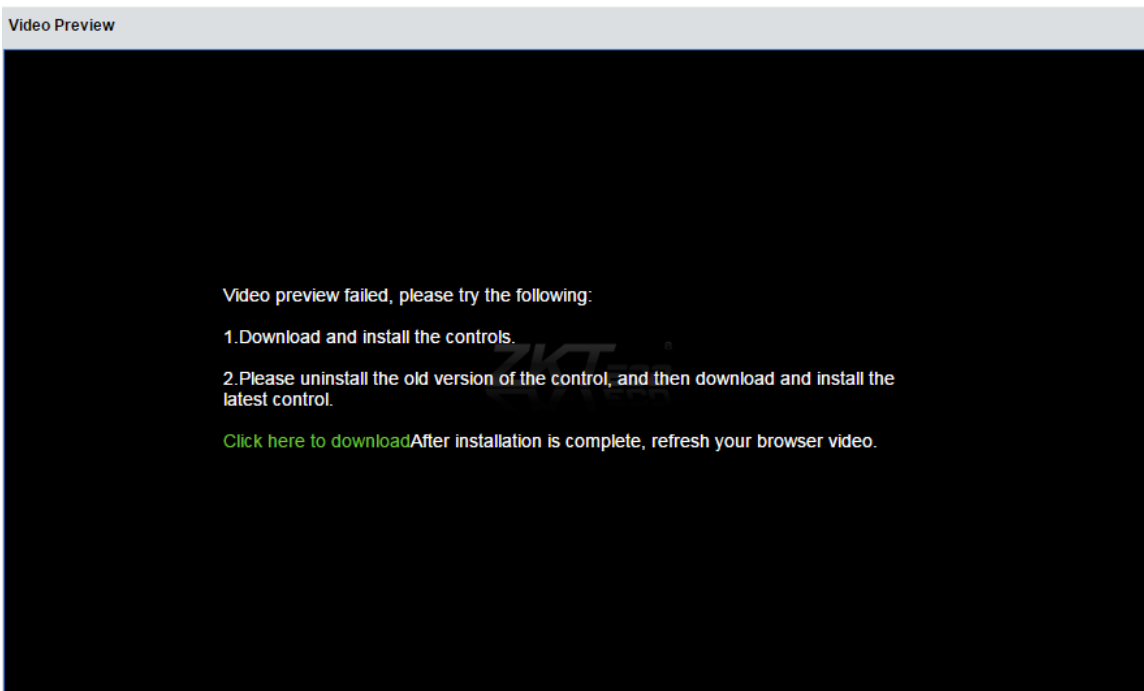 Video Preview
Video preview failed, please try the following:
1.Download and install the controls.
ZKTeco
2.Please uninstall the old version of the control, and then download and install the
latest control.
Click here to downloadAfter installation is complete, refresh your browser video.